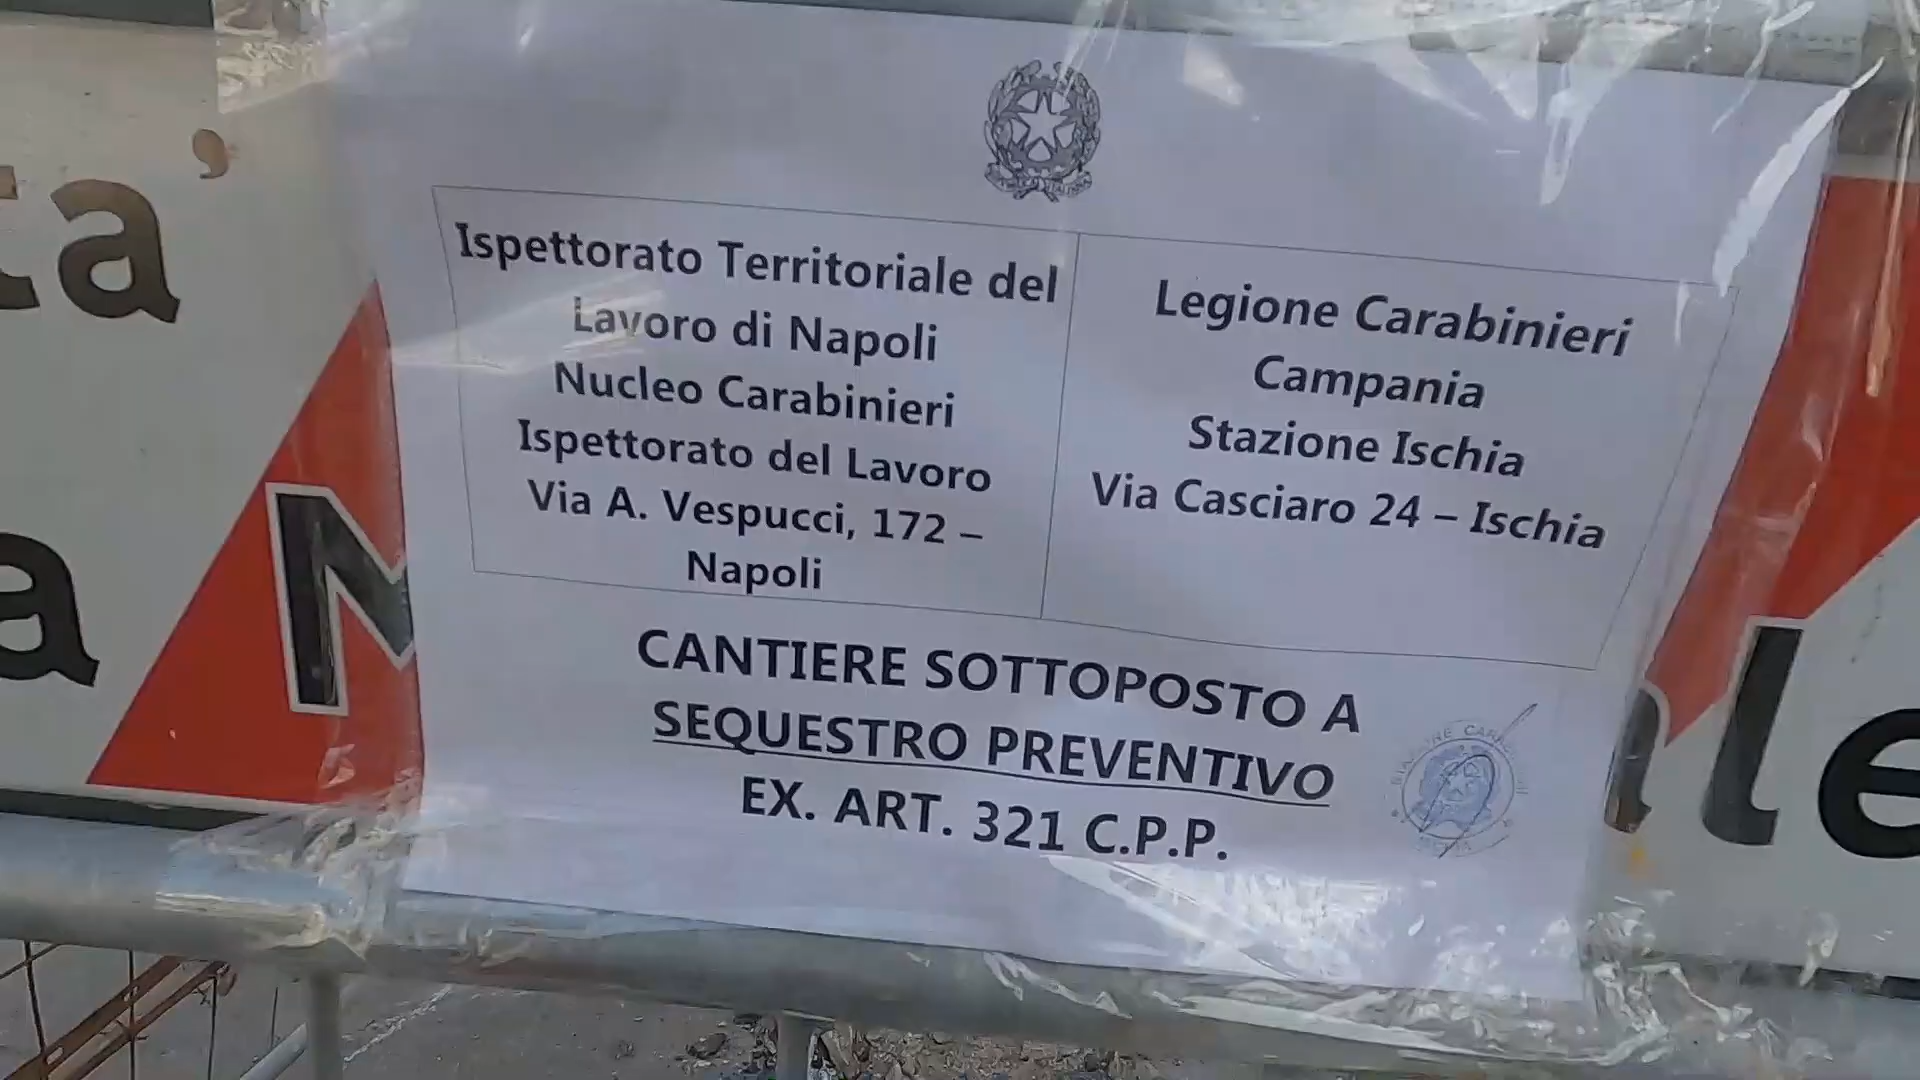 Ispettorato Territoriale del
Lavoro di Napoli
Nucleo Carabinieri
Ispettorato del Lavoro
Via A. Vespucci, 172 –
Napoli
Legione Carabinieri
Campania
Stazione Ischia
Via Casciaro 24 – Ischia
CANTIERE SOTTOPOSTO A
SEQUESTRO PREVENTIVO
EX. ART. 321 C.P.P.